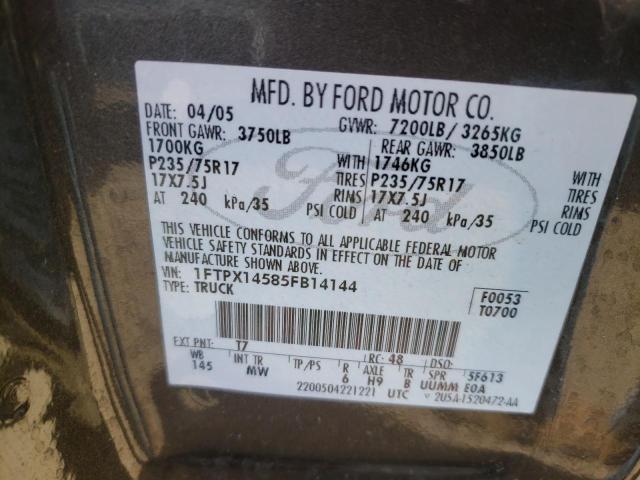 MFD. BY FORD MOTOR CO.
DATE: 04/05 GVWR: 7200LB/ 3265KG
FRONT GAWR: 3750LB REAR GAWR: 3850LB
1700KG WITH 1746KG WITH
P235/75R17 TIRES P235/75R17 TIRES
17X7.5J RIMS 17X7.5J RIMS
AT 240 kPa/35 PSI COLD AT 240 kPa/35 PSI COLD
THIS VEHICLE CONFORMS TO ALL APPLICABLE FEDERAL MOTOR
VEHICLE SAFETY STANDARDS IN EFFECT ON THE DATE OF
MANUFACTURE SHOWN ABOVE.
VIN: 1FTPX14585FB14144 F0053
TYPE: TRUCK T0700
Ford
EXT PNT: T7 RC: 48 DSO:
WB INT TR TP/PS R AXLE TR SPR 5F613
145 MW 6 H9 B UUMM E0A
2200504221221 UTC ▽ 2U5A-1520472-AA